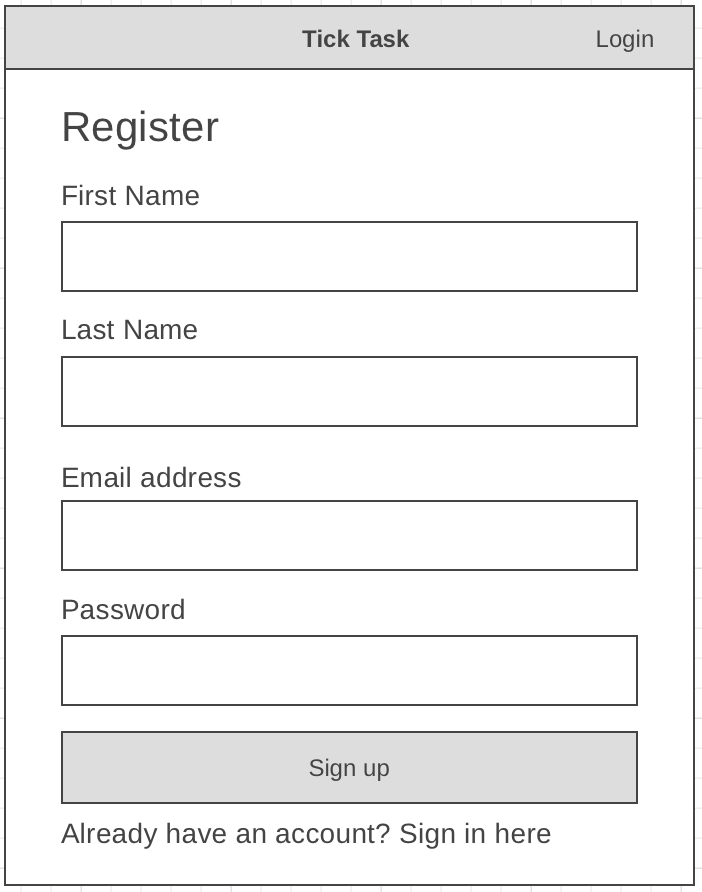 Tick Task
Login
Register
First Name
Last Name
Email address
Password
Sign up
Already have an account? Sign in here